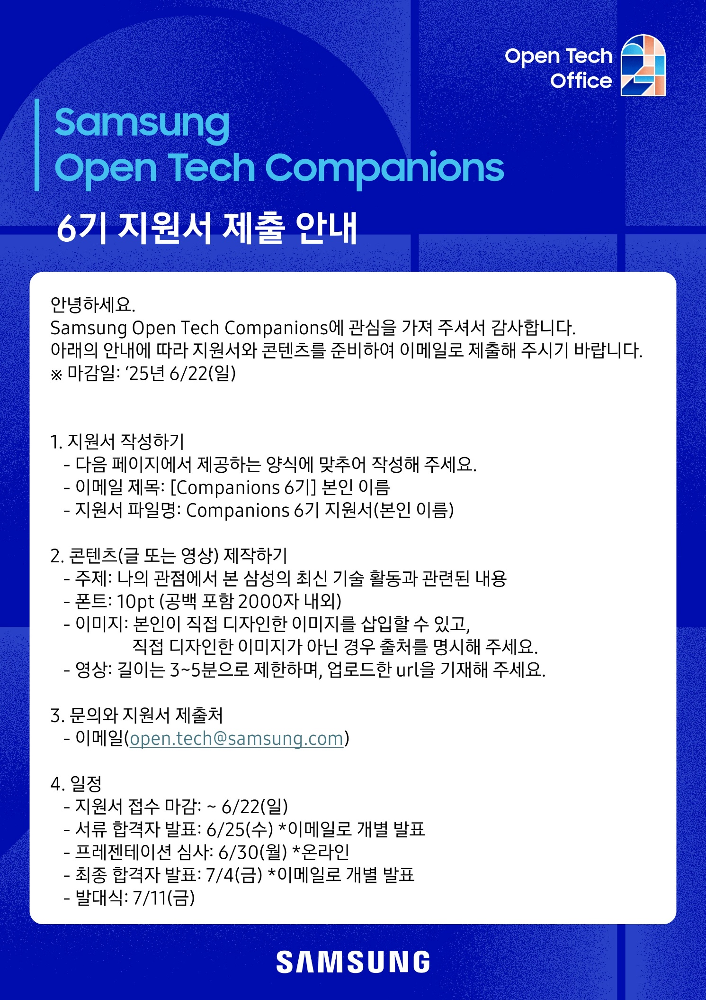 Open Tech
Office
Samsung
Open Tech Companions
6기 지원서 제출 안내
안녕하세요.
Samsung Open Tech Companions에 관심을 가져 주셔서 감사합니다.
아래의 안내에 따라 지원서와 콘텐츠를 준비하여 이메일로 제출해 주시기 바랍니다.
※ 마감일: ‘25년 6/22(일)
1. 지원서 작성하기
- 다음 페이지에서 제공하는 양식에 맞추어 작성해 주세요.
- 이메일 제목: [Companions 6기] 본인 이름
- 지원서 파일명: Companions 6기 지원서(본인 이름)
2. 콘텐츠(글 또는 영상) 제작하기
- 주제: 나의 관점에서 본 삼성의 최신 기술 활동과 관련된 내용
- 폰트: 10pt (공백 포함 2000자 내외)
- 이미지: 본인이 직접 디자인한 이미지를 삽입할 수 있고,
직접 디자인한 이미지가 아닌 경우 출처를 명시해 주세요.
- 영상: 길이는 3~5분으로 제한하며, 업로드한 url을 기재해 주세요.
3. 문의와 지원서 제출처
- 이메일(open.tech@samsung.com)
4. 일정
- 지원서 접수 마감: ~ 6/22(일)
- 서류 합격자 발표: 6/25(수) *이메일로 개별 발표
- 프레젠테이션 심사: 6/30(월) *온라인
- 최종 합격자 발표: 7/4(금) *이메일로 개별 발표
- 발대식: 7/11(금)
SAMSUNG